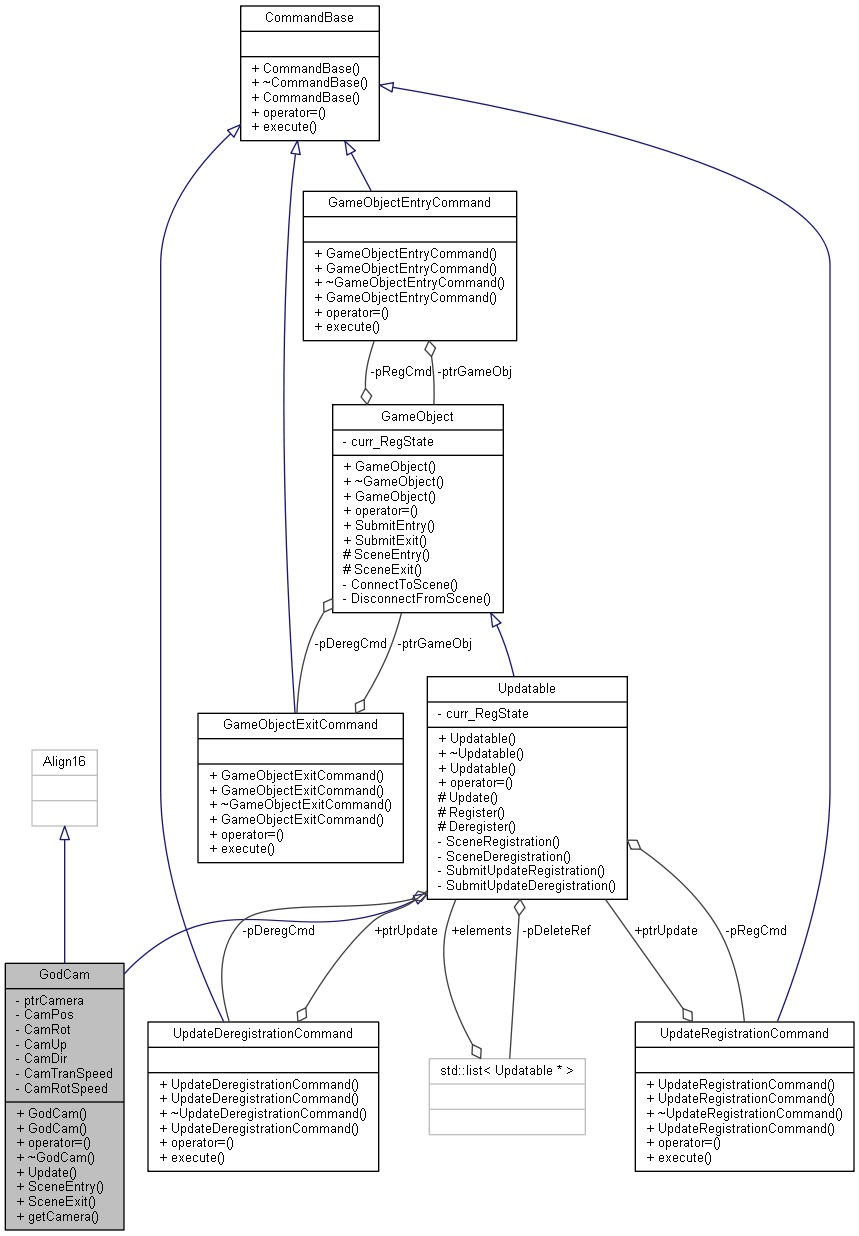 CommandBase
+ CommandBase()
+ ~CommandBase()
+ CommandBase()
+ operator=()
+ execute()
GameObjectEntryCommand
+ GameObjectEntryCommand()
+ GameObjectEntryCommand()
+ ~GameObjectEntryCommand()
+ GameObjectEntryCommand()
+ operator=()
+ execute()
-pRegCmd
-ptrGameObj
GameObject
- curr_RegState
+ GameObject()
+ ~GameObject()
+ GameObject()
+ operator=()
+ SubmitEntry()
+ SubmitExit()
# SceneEntry()
# SceneExit()
- ConnectToScene()
- DisconnectFromScene()
-pDeregCmd
-ptrGameObj
Updatable
- curr_RegState
+ Updatable()
+ ~Updatable()
+ Updatable()
+ operator=()
# Update()
# Register()
# Deregister()
- SceneRegistration()
- SceneDeregistration()
- SubmitUpdateRegistration()
- SubmitUpdateDeregistration()
GameObjectExitCommand
+ GameObjectExitCommand()
+ GameObjectExitCommand()
+ ~GameObjectExitCommand()
+ GameObjectExitCommand()
+ operator=()
+ execute()
Align16
-pDeregCmd
+ptrUpdate
+elements
-pDeleteRef
+ptrUpdate
-pRegCmd
GodCam
- ptrCamera
- CamPos
- CamRot
- CamUp
- CamDir
- CamTranSpeed
- CamRotSpeed
+ GodCam()
+ GodCam()
+ operator=()
+ ~GodCam()
+ Update()
+ SceneEntry()
+ SceneExit()
+ getCamera()
UpdateDeregistrationCommand
+ UpdateDeregistrationCommand()
+ UpdateDeregistrationCommand()
+ ~UpdateDeregistrationCommand()
+ UpdateDeregistrationCommand()
+ operator=()
+ execute()
std::list< Updatable * >
UpdateRegistrationCommand
+ UpdateRegistrationCommand()
+ UpdateRegistrationCommand()
+ ~UpdateRegistrationCommand()
+ UpdateRegistrationCommand()
+ operator=()
+ execute()